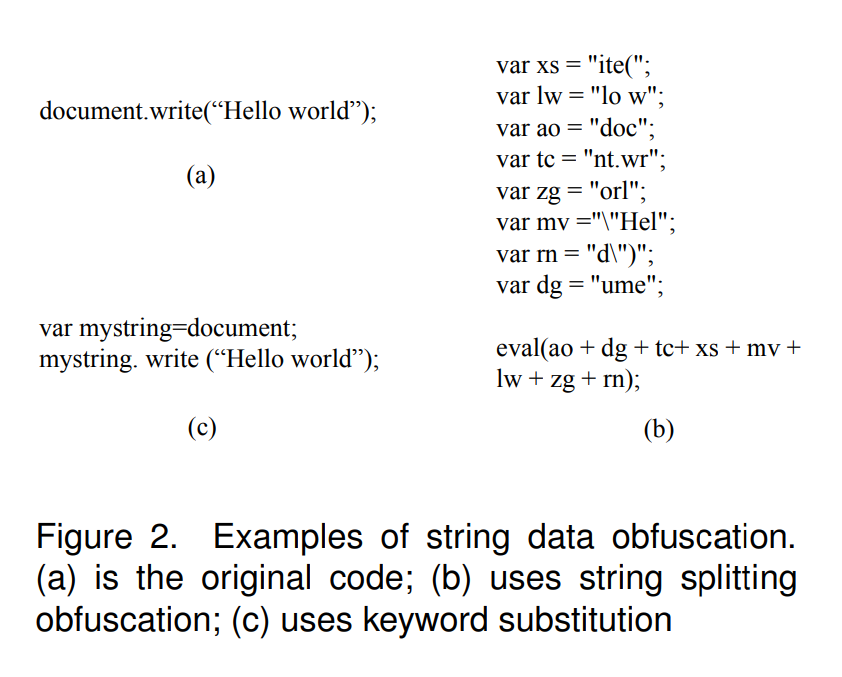 document.write(“Hello world”);
(a)
var mystring=document;
mystring. write (“Hello world”);
(c)
var xs = "ite(";
var lw = "lo w";
var ao = "doc";
var tc = "nt.wr";
var zg = "orl";
var mv ="\"Hel";
var rn = "d\")";
var dg = "ume";
eval(ao + dg + tc+ xs + mv +
lw + zg + rn);
(b)
Figure 2. Examples of string data obfuscation.
(a) is the original code; (b) uses string splitting
obfuscation; (c) uses keyword substitution